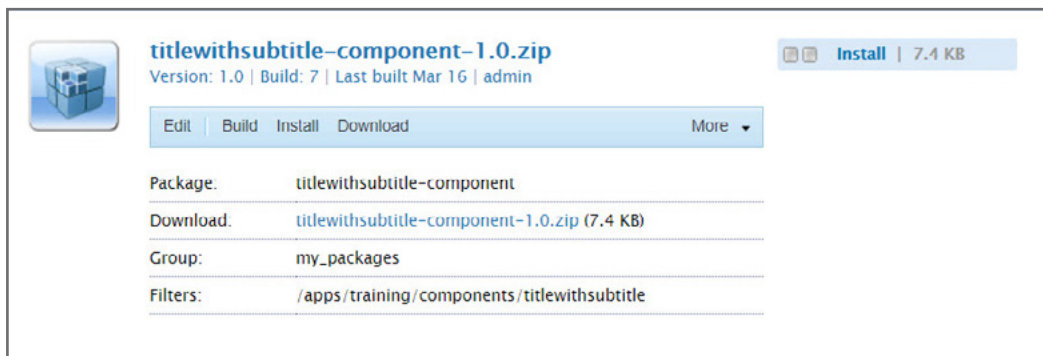 titlewithsubtitle-component-1.0.zip
Install | 7.4 KB
Version: 1.0 | Build: 7 | Last built Mar 16 | admin
Edit | Build Install Download More
Package: titlewithsubtitle-component
Download: titlewithsubtitle-component-1.0.zip (7.4 KB)
Group: my_packages
Filters: /apps/training/components/titlewithsubtitle